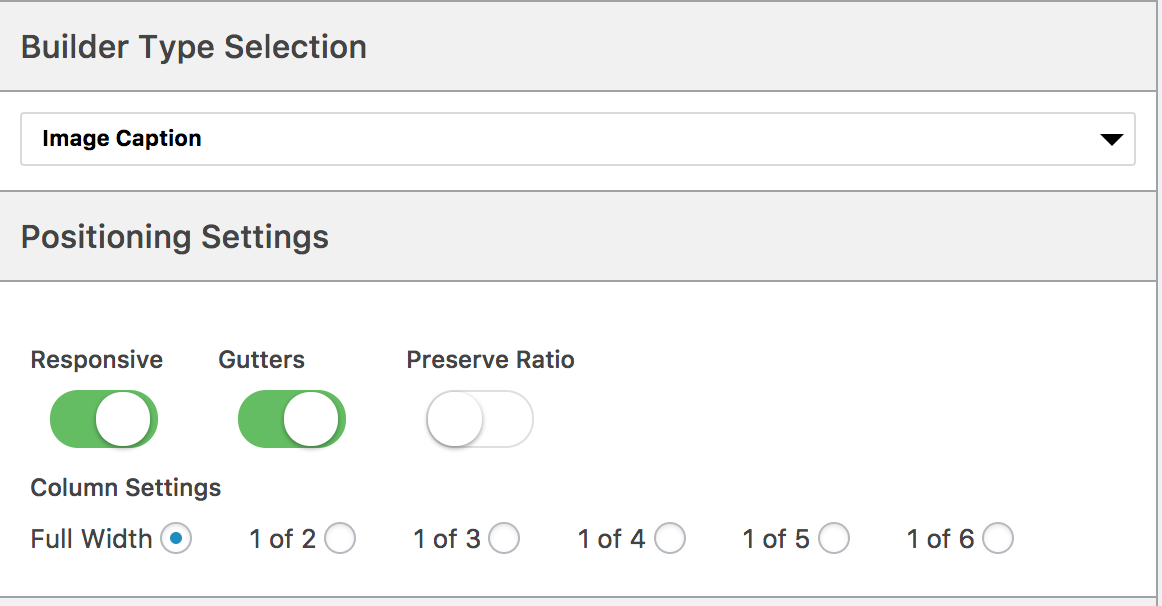 Builder Type Selection
Image Caption
Positioning Settings
Responsive Gutters Preserve Ratio
Column Settings
Full Width 1 of 2 1 of 3 1 of 4 1 of 5 1 of 6